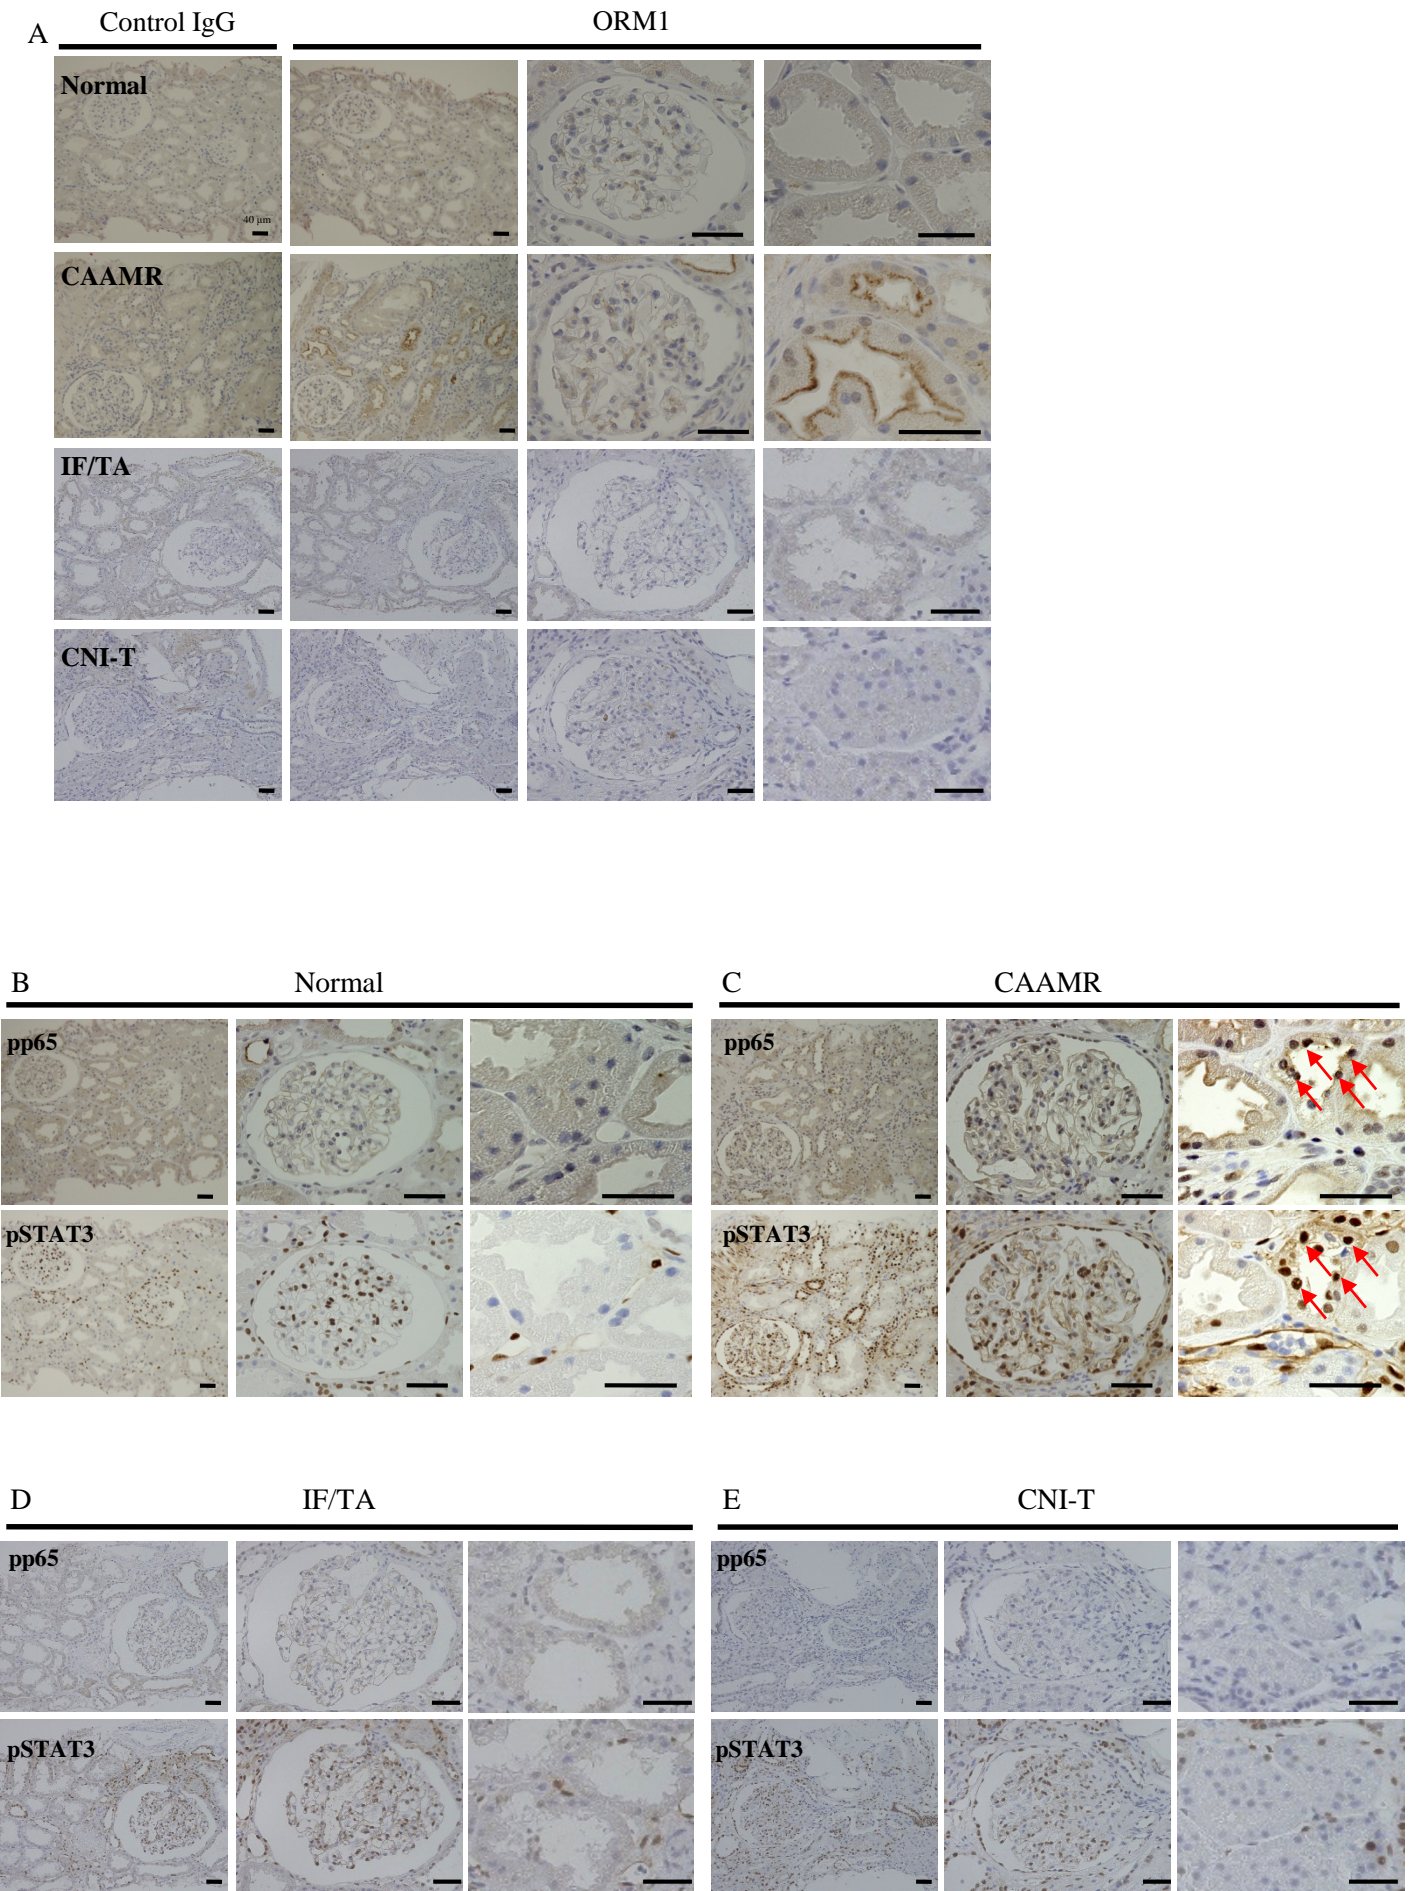 A
Control IgG
ORM1
Normal
40 μm
CAAMR
IF/TA
CNI-T
B
Normal
C
CAAMR
pp65
pp65
pSTAT3
pSTAT3
D
IF/TA
E
CNI-T
pp65
pp65
pSTAT3
pSTAT3